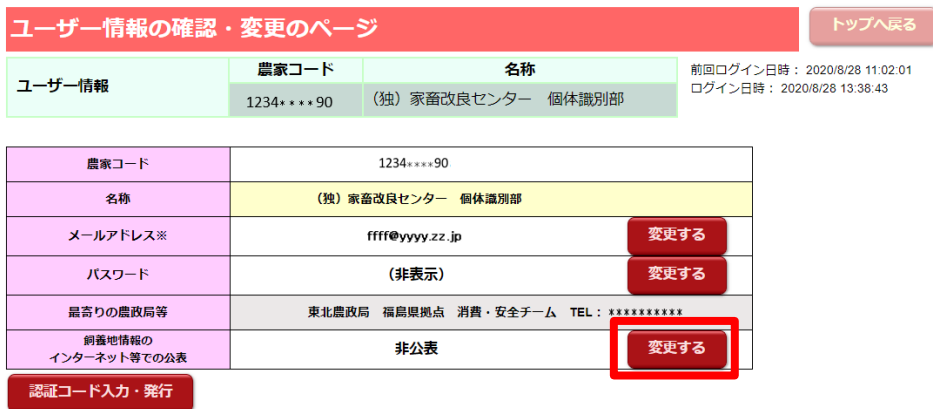 ユーザー情報の確認・変更のページ
トップへ戻る
ユーザー情報
農家コード
名称
1234****90
（独）家畜改良センター　個体識別部
前回ログイン日時： 2020/8/28 11:02:01
ログイン日時： 2020/8/28 13:38:43
農家コード
1234****90
名称
（独）家畜改良センター　個体識別部
メールアドレス※
ffff@yyyy.zz.jp
変更する
パスワード
（非表示）
変更する
最寄りの農政局等
東北農政局　福島県拠点　消費・安全チーム　TEL：**********
飼養地情報の
インターネット等での公表
非公表
変更する
認証コード入力・発行